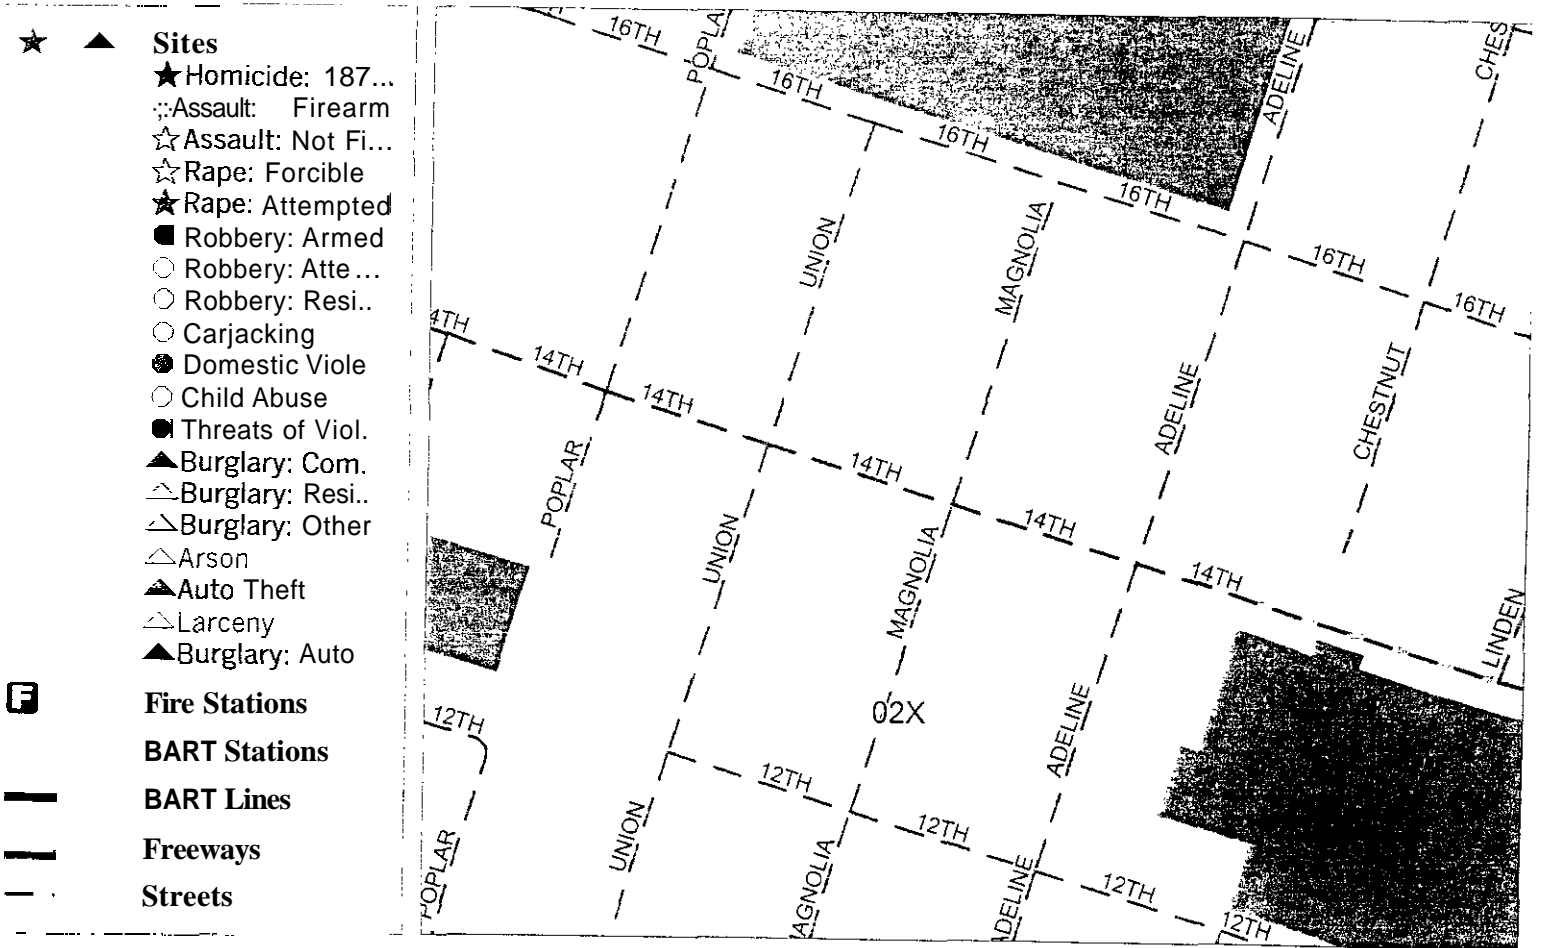 Sites
Homicide: 187...
Assault: Firearm
Assault: Not Fi...
Rape: Forcible
Rape: Attempted
Robbery: Armed
Robbery: Atte...
Robbery: Resi..
Carjacking
Domestic Viole
Child Abuse
Threats of Viol.
Burglary: Com.
Burglary: Resi..
Burglary: Other
Arson
Auto Theft
Larceny
Burglary: Auto
F
Fire Stations
BART Stations
BART Lines
Freeways
Streets
16TH
POPLA
16TH
16TH
16TH
16TH
16TH
ADELINE
CHES
UNION
MAGNOLIA
4TH
14TH
14TH
14TH
14TH
14TH
ADELINE
CHESTNUT
POPLAR
UNION
MAGNOLIA
LINDEN
02X
ADELINE
12TH
12TH
12TH
12TH
12TH
POPLAR
UNION
AGNOLIA
ADELINE